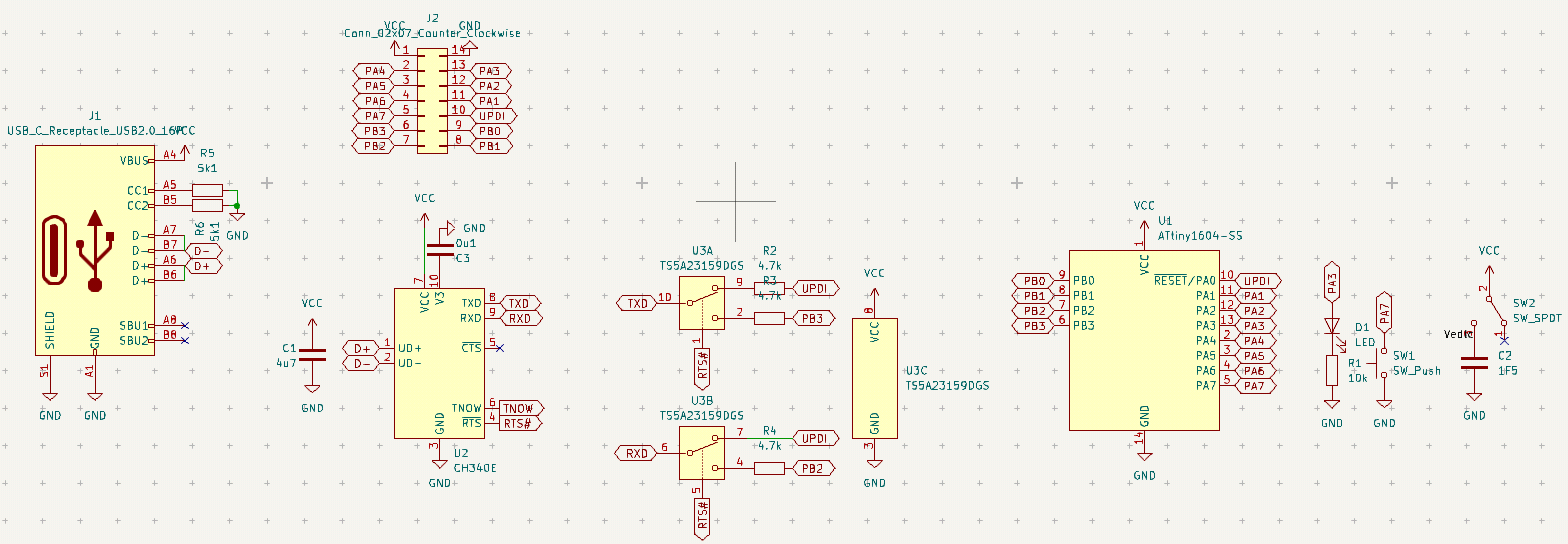 J2
Conn_02x07_Counter_Clockwise
VCC
GND
1
14
PA4
2
13
PA3
PA5
3
12
PA2
PA6
4
11
PA1
PA7
5
10
UPDI
PB3
6
9
PB0
PB2
7
8
PB1
J1
USB_C_Receptacle_USB2.0_16P
VCC
VBUS
A4
R5
5k1
CC1
A5
CC2
B5
R6
5k1
GND
D-
A7
D-
B7
D-
D+
A6
D+
D+
B6
SBU1
A8
SBU2
B8
SHIELD
GND
S1
A1
GND
GND
VCC
C1
4u7
GND
VCC
GND
0u1
C3
7
10
VCC
V3
TXD
8
TXD
RXD
9
RXD
CTS
5
D+
1
UD+
D-
2
UD-
TNOW
6
TNOW
RTS
4
RTS#
GND
3
U2
CH340E
GND
U3A
TS5A23159DGS
R2
4.7k
R3
4.7k
TXD
10
9
UPDI
2
PB3
1
RTS#
U3B
TS5A23159DGS
R4
4.7k
RXD
6
7
UPDI
4
PB2
5
RTS#
VCC
8
VCC
U3C
TS5A23159DGS
GND
3
GND
VCC
U1
ATtiny1604-SS
1
VCC
PB0
9
PB0
PB1
8
PB1
PB2
7
PB2
PB3
6
PB3
RESET/PA0
10
UPDI
PA1
11
PA1
PA2
12
PA2
PA3
13
PA3
PA4
2
PA4
PA5
3
PA5
PA6
4
PA6
PA7
5
PA7
GND
14
GND
PA3
D1
LED
R1
10k
GND
PA7
SW1
SW_Push
GND
VCC
2
SW2
SW_SPDT
1
C2
1F5
GND